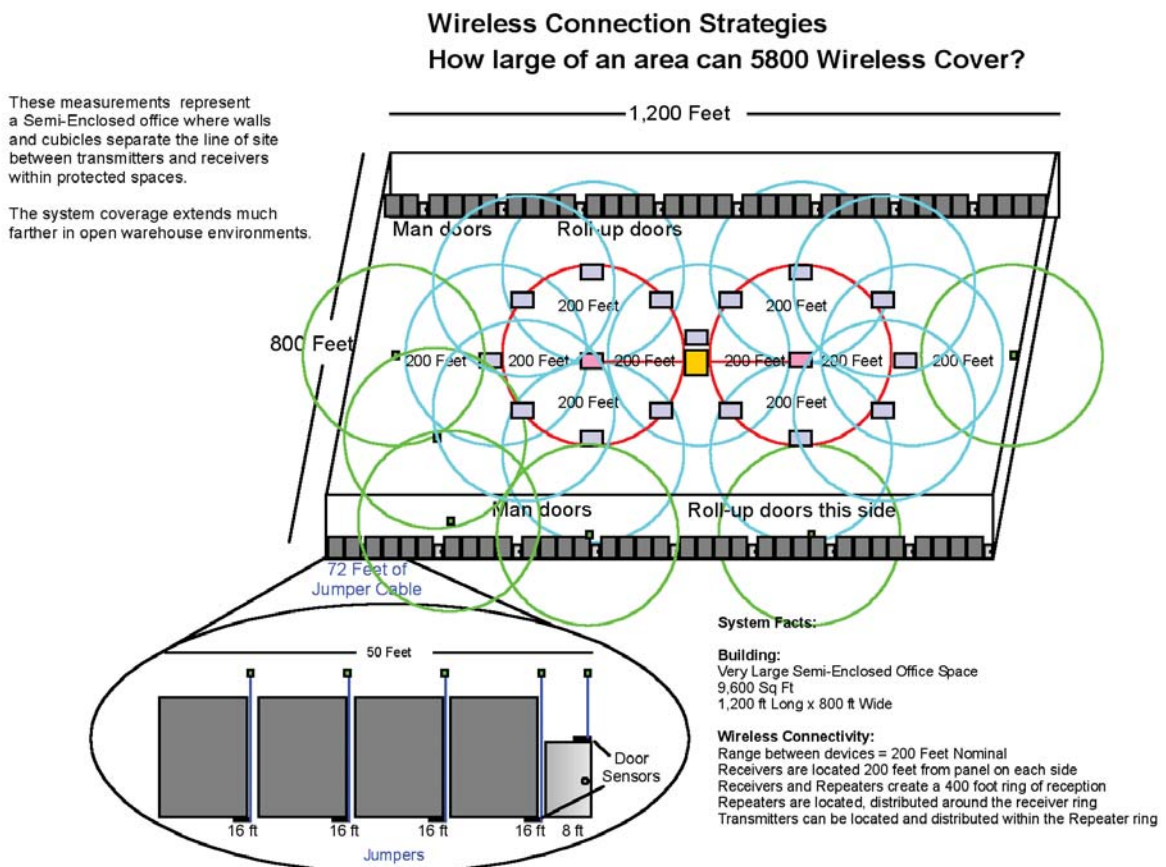 Wireless Connection Strategies
How large of an area can 5800 Wireless Cover?
These measurements represent
a Semi-Enclosed office where walls
and cubicles separate the line of site
between transmitters and receivers
within protected spaces.
The system coverage extends much
farther in open warehouse environments.
1,200 Feet
800 Feet
Man doors
Roll-up doors
200 Feet
200 Feet
200 Feet
200 Feet
200 Feet
200 Feet
200 Feet
200 Feet
200 Feet
200 Feet
Man doors
Roll-up doors this side
72 Feet of
Jumper Cable
50 Feet
Door
Sensors
16 ft
16 ft
16 ft
16 ft
8 ft
Jumpers
System Facts:
Building:
Very Large Semi-Enclosed Office Space
9,600 Sq Ft
1,200 ft Long x 800 ft Wide
Wireless Connectivity:
Range between devices = 200 Feet Nominal
Receivers are located 200 feet from panel on each side
Receivers and Repeaters create a 400 foot ring of reception
Repeaters are located, distributed around the receiver ring
Transmitters can be located and distributed within the Repeater ring